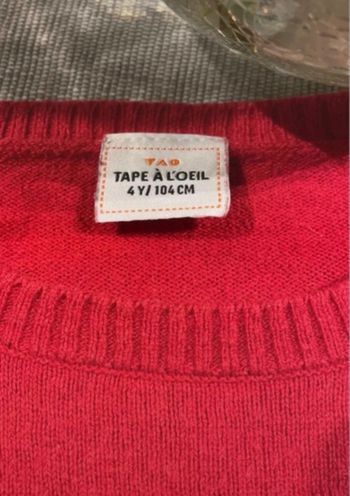 TAO
TAPE À L'OEIL
4 Y/ 104 CM